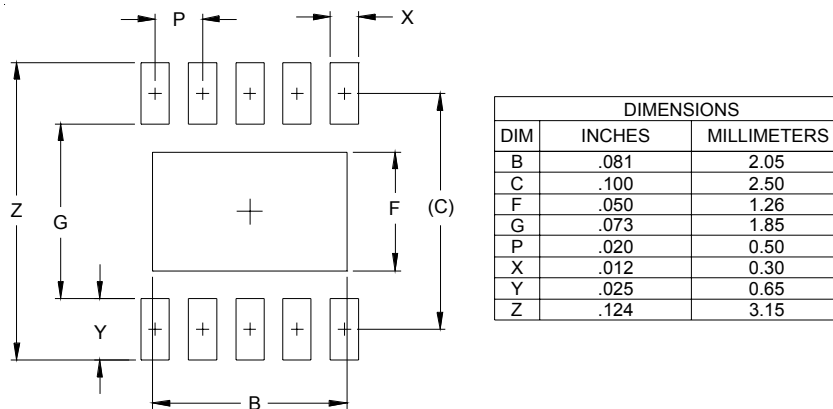 P
X
Z
G
F
(C)
Y
B
DIMENSIONS
DIM INCHES MILLIMETERS
B .081 2.05
C .100 2.50
F .050 1.26
G .073 1.85
P .020 0.50
X .012 0.30
Y .025 0.65
Z .124 3.15